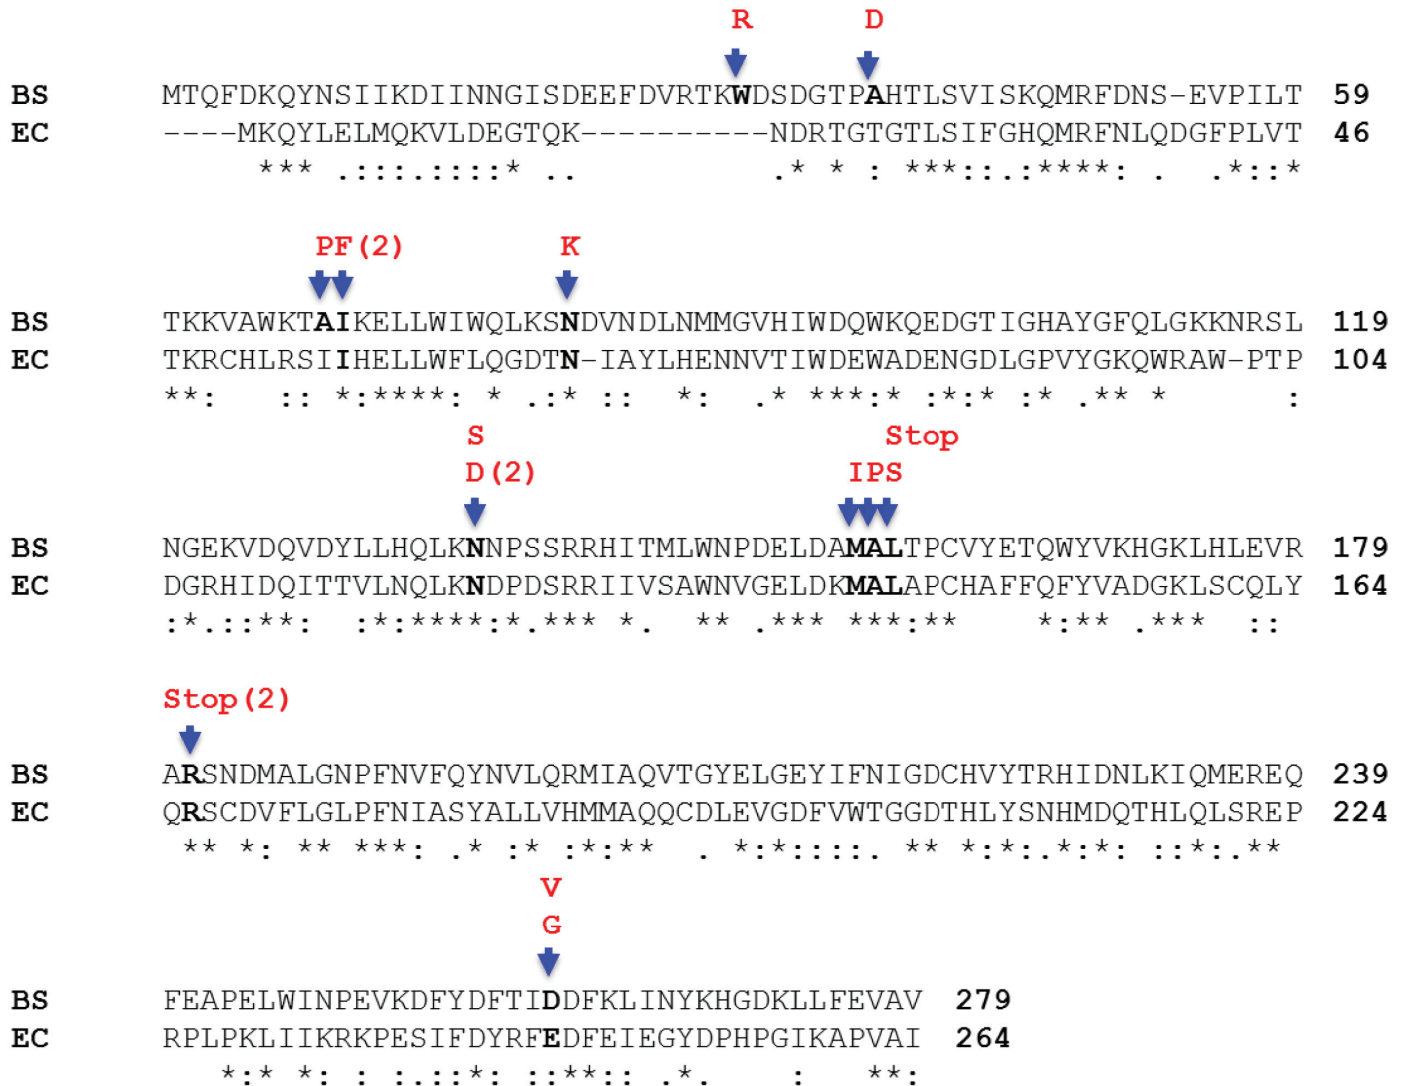 R D
BS MTQFDKQYNSIIKDIINNGISDEEFDVRTKWDSDGTPAHTLSVISKQMRFDNS-EVPILT 59
EC ----MKQYLELMQKVLDEGTQK----------NDRTGTGTLSIFGHQMRFNLQDGFPLVT 46
*** .:::.::::* .. .* * : ***::.:****: . .*::*
PF(2) K
BS TKKVAWKTAIKELLWIWQLKSNDVNDLNMMGVHIWDQWKQEDGTIGHAYGFQLGKKNRSL 119
EC TKRCHLRSIIHELLWFLQGDTN-IAYLHENNVTIWDEWADENGDLGPVYGKQWRAW-PTP 104
**: :: *:****: * .:* :: *: .* ***:* :*:* :* .** * :
S Stop
D(2) IPS
BS NGEKVDQVDYLLHQLKNNPSSRRHITMLWNPDELDAMALTPCVYETQWYVKHGKLHLEVR 179
EC DGRHIDQITTVLNQLKNDPDSRRIIVSAWNVGELDKMALAPCHAFFQFYVADGKLSCQLY 164
:*.::**: :*:****:*.*** *. ** .*** ***:** *:** .*** ::
Stop(2)
BS ARSNDMALGNPFNVFQYNVLQRMIAQVTGYELGEYIFNIGDCHVYTRHIDNLKIQMEREQ 239
EC QRSCDVFLGLPFNIASYALLVHMMAQQCDLEVGDFVWTGGDTHLYSNHMDQTHLQLSREP 224
** *: ** ***: .* :* :*:** . *:*::::. ** *:*:.*:*: ::*:.**
V
G
BS FEAPELWINPEVKDFYDFTIDDFKLINYKHGDKLLFEVAV 279
EC RPLPKLIIKRKPESIFDYRFEDFEIEGYDPHPGIKAPVAI 264
*:* *: : :.::*: ::**:: .*. : **: